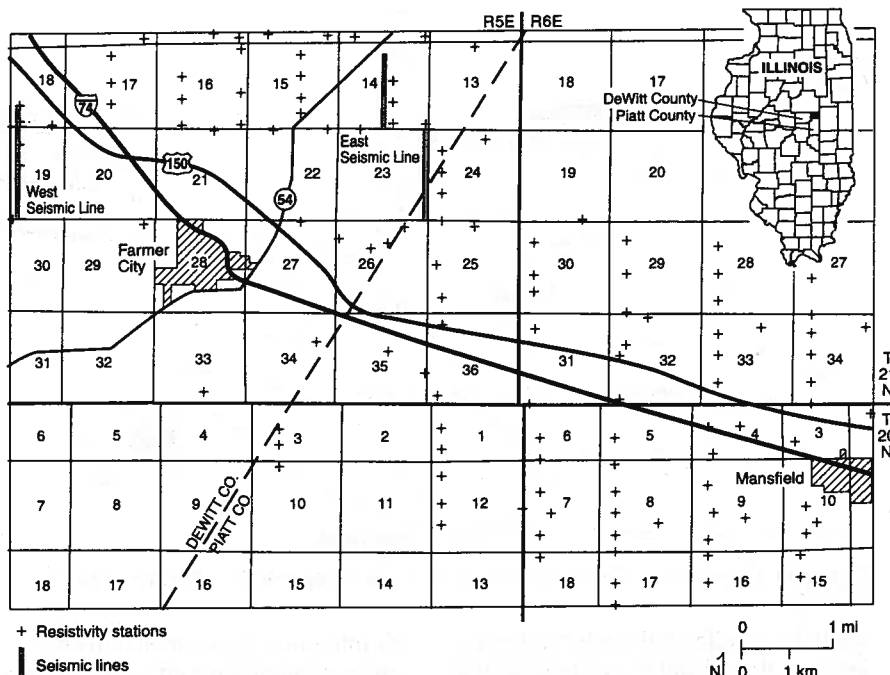 R5E R6E
18 17 16 15 14 13 18 17
ILLINOIS
DeWitt County
Piatt County
74
East
Seismic Line
19 20 150 21 22 23 24 19 20
54
West
Seismic Line
Farmer
City
30 29 28 27 26 25 30 29 28 27
31 32 33 34 35 36 31 32 33 34
T
21
N
T
20
N
6 5 4 3 2 1 6 5 4 3
Mansfield
7 8 9 10 11 12 7 8 9 10
DEWITT CO.
PIATT CO.
18 17 16 15 14 13 18 17 16 15
+ Resistivity stations
Seismic lines
0 1 mi
N 0 1 km